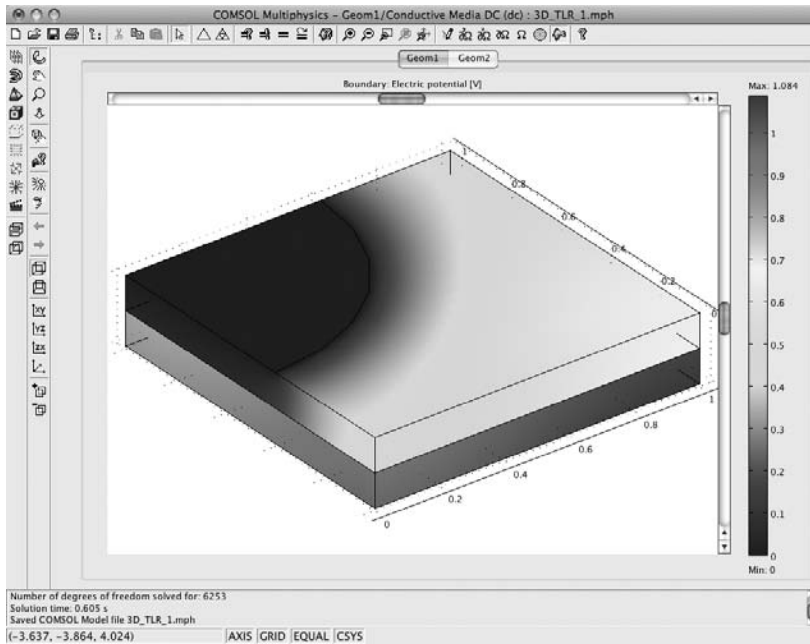 COMSOL Multiphysics - Geom1/Conductive Media DC (dc) : 3D_TLR_1.mph
Geom1 Geom2
Boundary: Electric potential [V]
Max: 1.084
1
0.9
0.8
0.7
0.6
0.5
0.4
0.3
0.2
0.1
0
Min: 0
1
0.8
0.6
0.4
0.2
0
1
0.8
0.6
0.4
0.2
0
Number of degrees of freedom solved for: 6253
Solution time: 0.605 s
Saved COMSOL Model file 3D_TLR_1.mph
(-3.637, -3.864, 4.024) AXIS GRID EQUAL CSYS